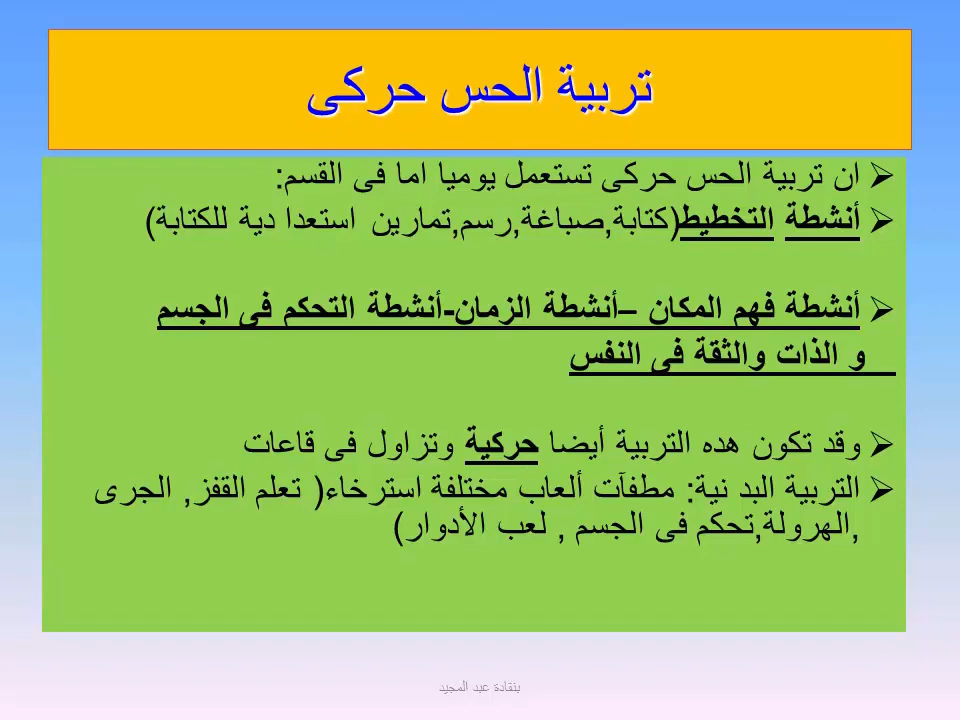 تربية الحس حركى
ان تربية الحس حركى تستعمل يوميا اما فى القسم:
أنشطة التخطيط(كتابة,صباغة,رسم,تمارين استعدا دية للكتابة)
أنشطة فهم المكان –أنشطة الزمان-أنشطة التحكم فى الجسم
و الذات والثقة فى النفس
وقد تكون هده التربية أيضا حركية وتزاول فى قاعات
التربية البد نية: مطفآت ألعاب مختلفة استرخاء( تعلم القفز, الجرى
,الهرولة,تحكم فى الجسم , لعب الأدوار)
بنقادة عبد المجيد